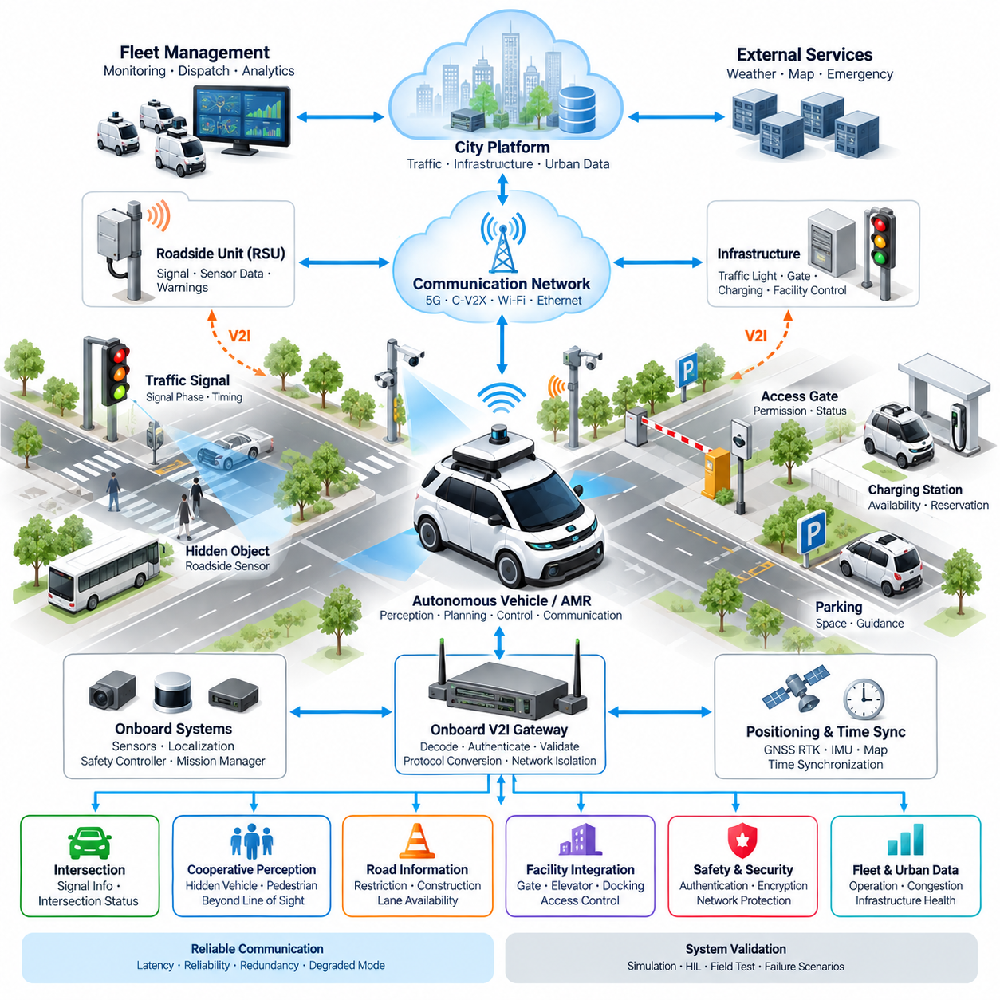 Fleet Management
Monitoring · Dispatch · Analytics
External Services
Weather · Map · Emergency
City Platform
Traffic · Infrastructure · Urban Data
Roadside Unit (RSU)
Signal · Sensor Data ·
Warnings
Communication Network
5G · C-V2X · Wi-Fi · Ethernet
Infrastructure
Traffic Light · Gate ·
Charging · Facility Control
V2I
V2I
Traffic Signal
Signal Phase · Timing
P
Access Gate
Permission · Status
Charging Station
Availability · Reservation
Hidden Object
Roadside Sensor
P
Parking
Space · Guidance
Autonomous Vehicle / AMR
Perception · Planning · Control · Communication
Onboard Systems
Sensors · Localization
Safety Controller · Mission Manager
Onboard V2I Gateway
Decode · Authenticate · Validate
Protocol Conversion · Network Isolation
Positioning & Time Sync
GNSS RTK · IMU · Map
Time Synchronization
Intersection
Signal Info ·
Intersection Status
Cooperative Perception
Hidden Vehicle · Pedestrian
Beyond Line of Sight
Road Information
Restriction · Construction
Lane Availability
Facility Integration
Gate · Elevator · Docking
Access Control
Safety & Security
Authentication · Encryption
Network Protection
Fleet & Urban Data
Operation · Congestion
Infrastructure Health
Reliable Communication
Latency · Reliability · Redundancy · Degraded Mode
System Validation
Simulation · HIL · Field Test · Failure Scenarios